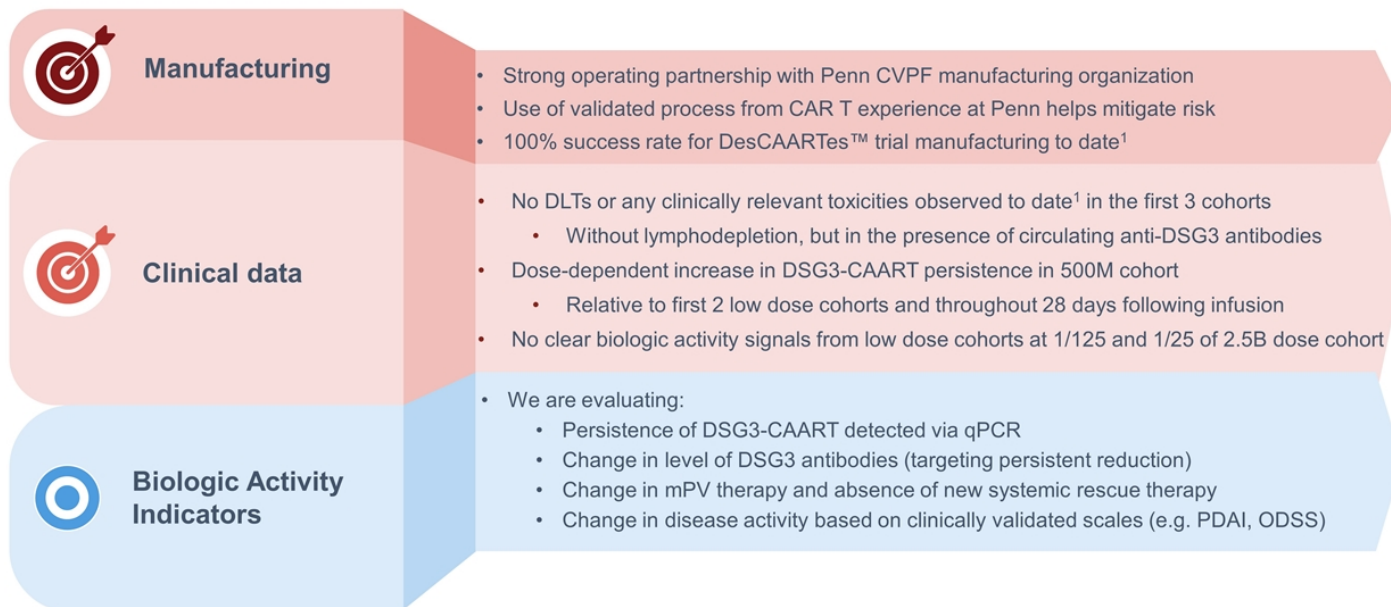 Manufacturing
• Strong operating partnership with Penn CVPF manufacturing organization
• Use of validated process from CAR T experience at Penn helps mitigate risk
• 100% success rate for DesCAARTes™ trial manufacturing to date¹
Clinical data
• No DLTs or any clinically relevant toxicities observed to date¹ in the first 3 cohorts
• Without lymphodepletion, but in the presence of circulating anti-DSG3 antibodies
• Dose-dependent increase in DSG3-CAART persistence in 500M cohort
• Relative to first 2 low dose cohorts and throughout 28 days following infusion
• No clear biologic activity signals from low dose cohorts at 1/125 and 1/25 of 2.5B dose cohort
Biologic Activity
Indicators
• We are evaluating:
• Persistence of DSG3-CAART detected via qPCR
• Change in level of DSG3 antibodies (targeting persistent reduction)
• Change in mPV therapy and absence of new systemic rescue therapy
• Change in disease activity based on clinically validated scales (e.g. PDAI, ODSS)